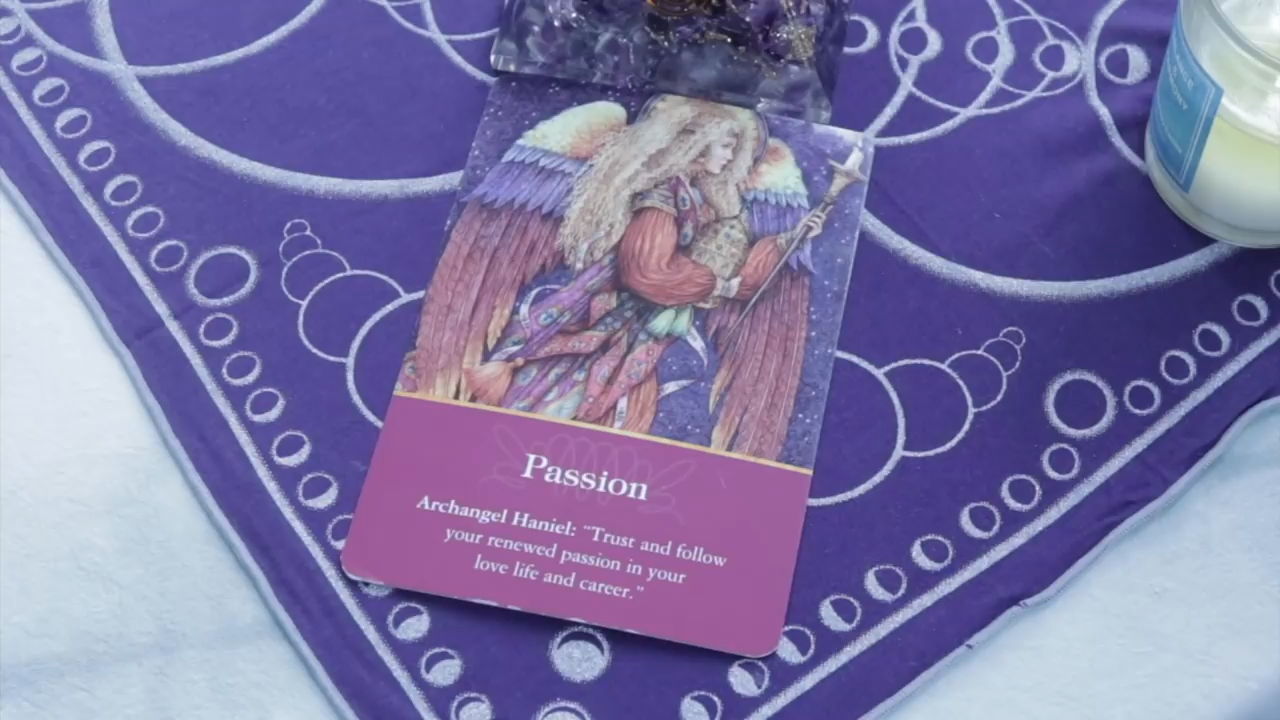 Passion
Archangel Haniel: "Trust and follow
your renewed passion in your
love life and career."